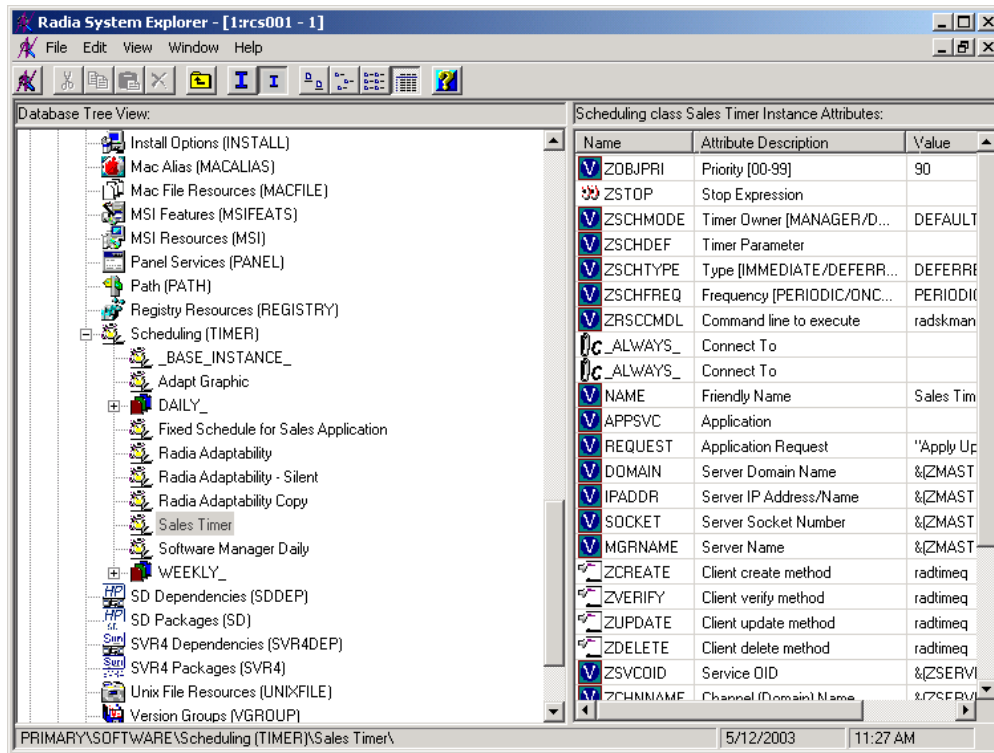 Radia System Explorer - [1:rcs001 - 1]
File Edit View Window Help
Database Tree View:
Install Options (INSTALL)
Mac Alias (MACALIAS)
Mac File Resources (MACFILE)
MSI Features (MSIFEATS)
MSI Resources (MSI)
Panel Services (PANEL)
Path (PATH)
Registry Resources (REGISTRY)
Scheduling (TIMER)
_BASE_INSTANCE_
Adapt Graphic
DAILY_
Fixed Schedule for Sales Application
Radia Adaptability
Radia Adaptability - Silent
Radia Adaptability Copy
Sales Timer
Software Manager Daily
WEEKLY_
SD Dependencies (SDDEP)
SD Packages (SD)
SVR4 Dependencies (SVR4DEP)
SVR4 Packages (SVR4)
Unix File Resources (UNIXFILE)
Version Groups (VGROUP)
Scheduling class Sales Timer Instance Attributes:
Name Attribute Description Value
ZOBJPRI Priority [00-99] 90
ZSTOP Stop Expression
ZSCHMODE Timer Owner [MANAGER/D... DEFAULT
ZSCHDEF Timer Parameter
ZSCHTYPE Type [IMMEDIATE/DEFERR... DEFERRE
ZSCHFREQ Frequency [PERIODIC/ONC... PERIODIC
ZRSCCMDL Command line to execute radskman
_ALWAYS_ Connect To
_ALWAYS_ Connect To
NAME Friendly Name Sales Tim
APPSVC Application
REQUEST Application Request "Apply Up
DOMAIN Server Domain Name &(ZMAST
IPADDR Server IP Address/Name &(ZMAST
SOCKET Server Socket Number &(ZMAST
MGRNAME Server Name &(ZMAST
ZCREATE Client create method radtimeq
ZVERIFY Client verify method radtimeq
ZUPDATE Client update method radtimeq
ZDELETE Client delete method radtimeq
ZSVCOID Service OID &(ZSERVI
ZCHNNAME Channel (Domain) Name &(ZSERVI
PRIMARY\SOFTWARE\Scheduling (TIMER)\Sales Timer\ 5/12/2003 11:27 AM